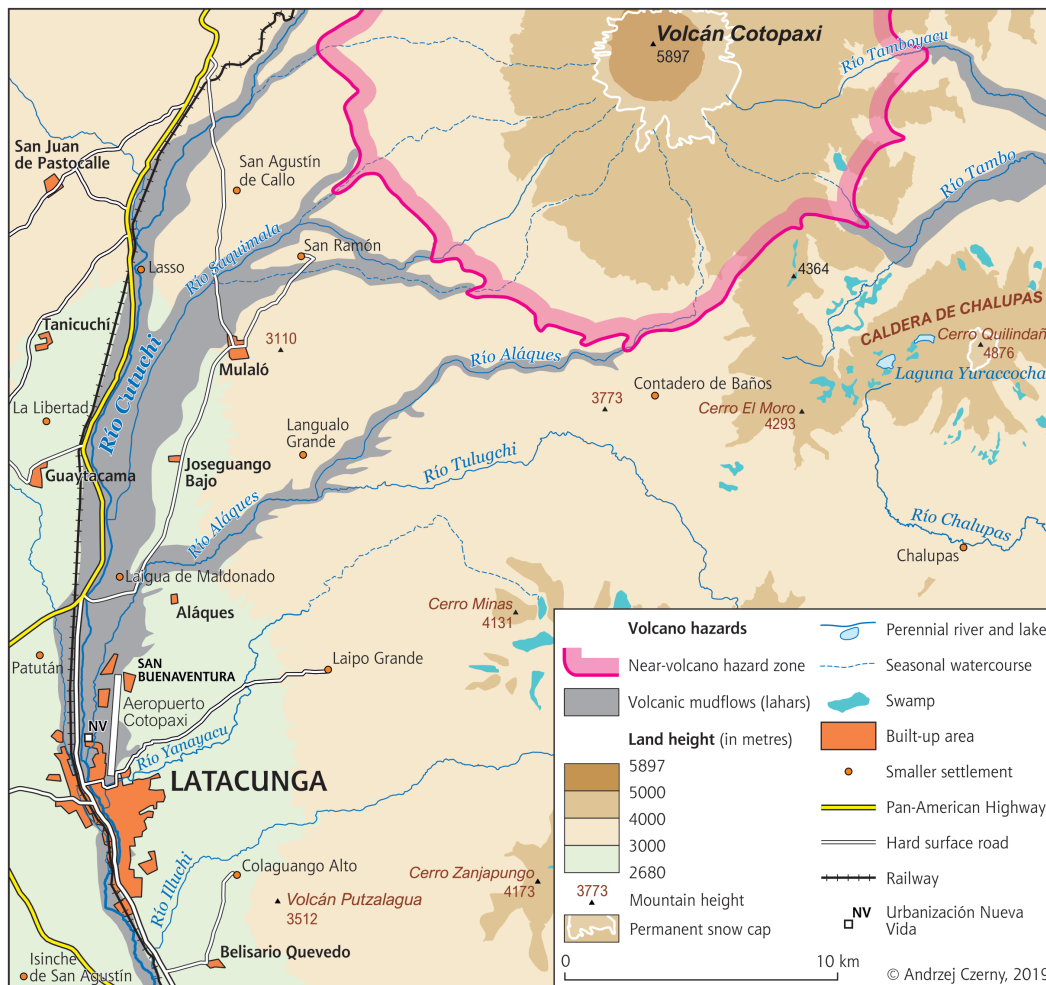 Volcán Cotopaxi
5897
Río Tamboyacu
San Juan
de Pastocalle
San Agustín
de Callo
Río Tambo
Río Saquimala
San Ramón
Lasso
4364
CALDERA DE CHALUPAS
Tanicuchí
Cerro Quilindañ
4876
3110
Mulaló
Río Cutuchi
Río Aláques
Laguna Yuraccocha
Contadero de Baños
La Libertad
3773
Cerro El Moro
4293
Langualo
Grande
Guaytacama
Joseguango
Bajo
Río Tulugchi
Río Aláques
Río Chalupas
Chalupas
Laigua de Maldonado
Aláques
Cerro Minas
4131
Patután
SAN
BUENAVENTURA
Laipo Grande
Aeropuerto
Cotopaxi
NV
Río Yanayacu
LATACUNGA
Colaguango Alto
Río Illuchi
Cerro Zanjapungo
4173
Volcán Putzalagua
3512
Belisario Quevedo
Isinche
de San Agustín
Volcano hazards
Near-volcano hazard zone
Volcanic mudflows (lahars)
Land height (in metres)
5897
5000
4000
3000
2680
3773
Mountain height
Permanent snow cap
0 10 km
Perennial river and lake
Seasonal watercourse
Swamp
Built-up area
Smaller settlement
Pan-American Highway
Hard surface road
Railway
NV
Urbanización Nueva
Vida
© Andrzej Czerny, 2019